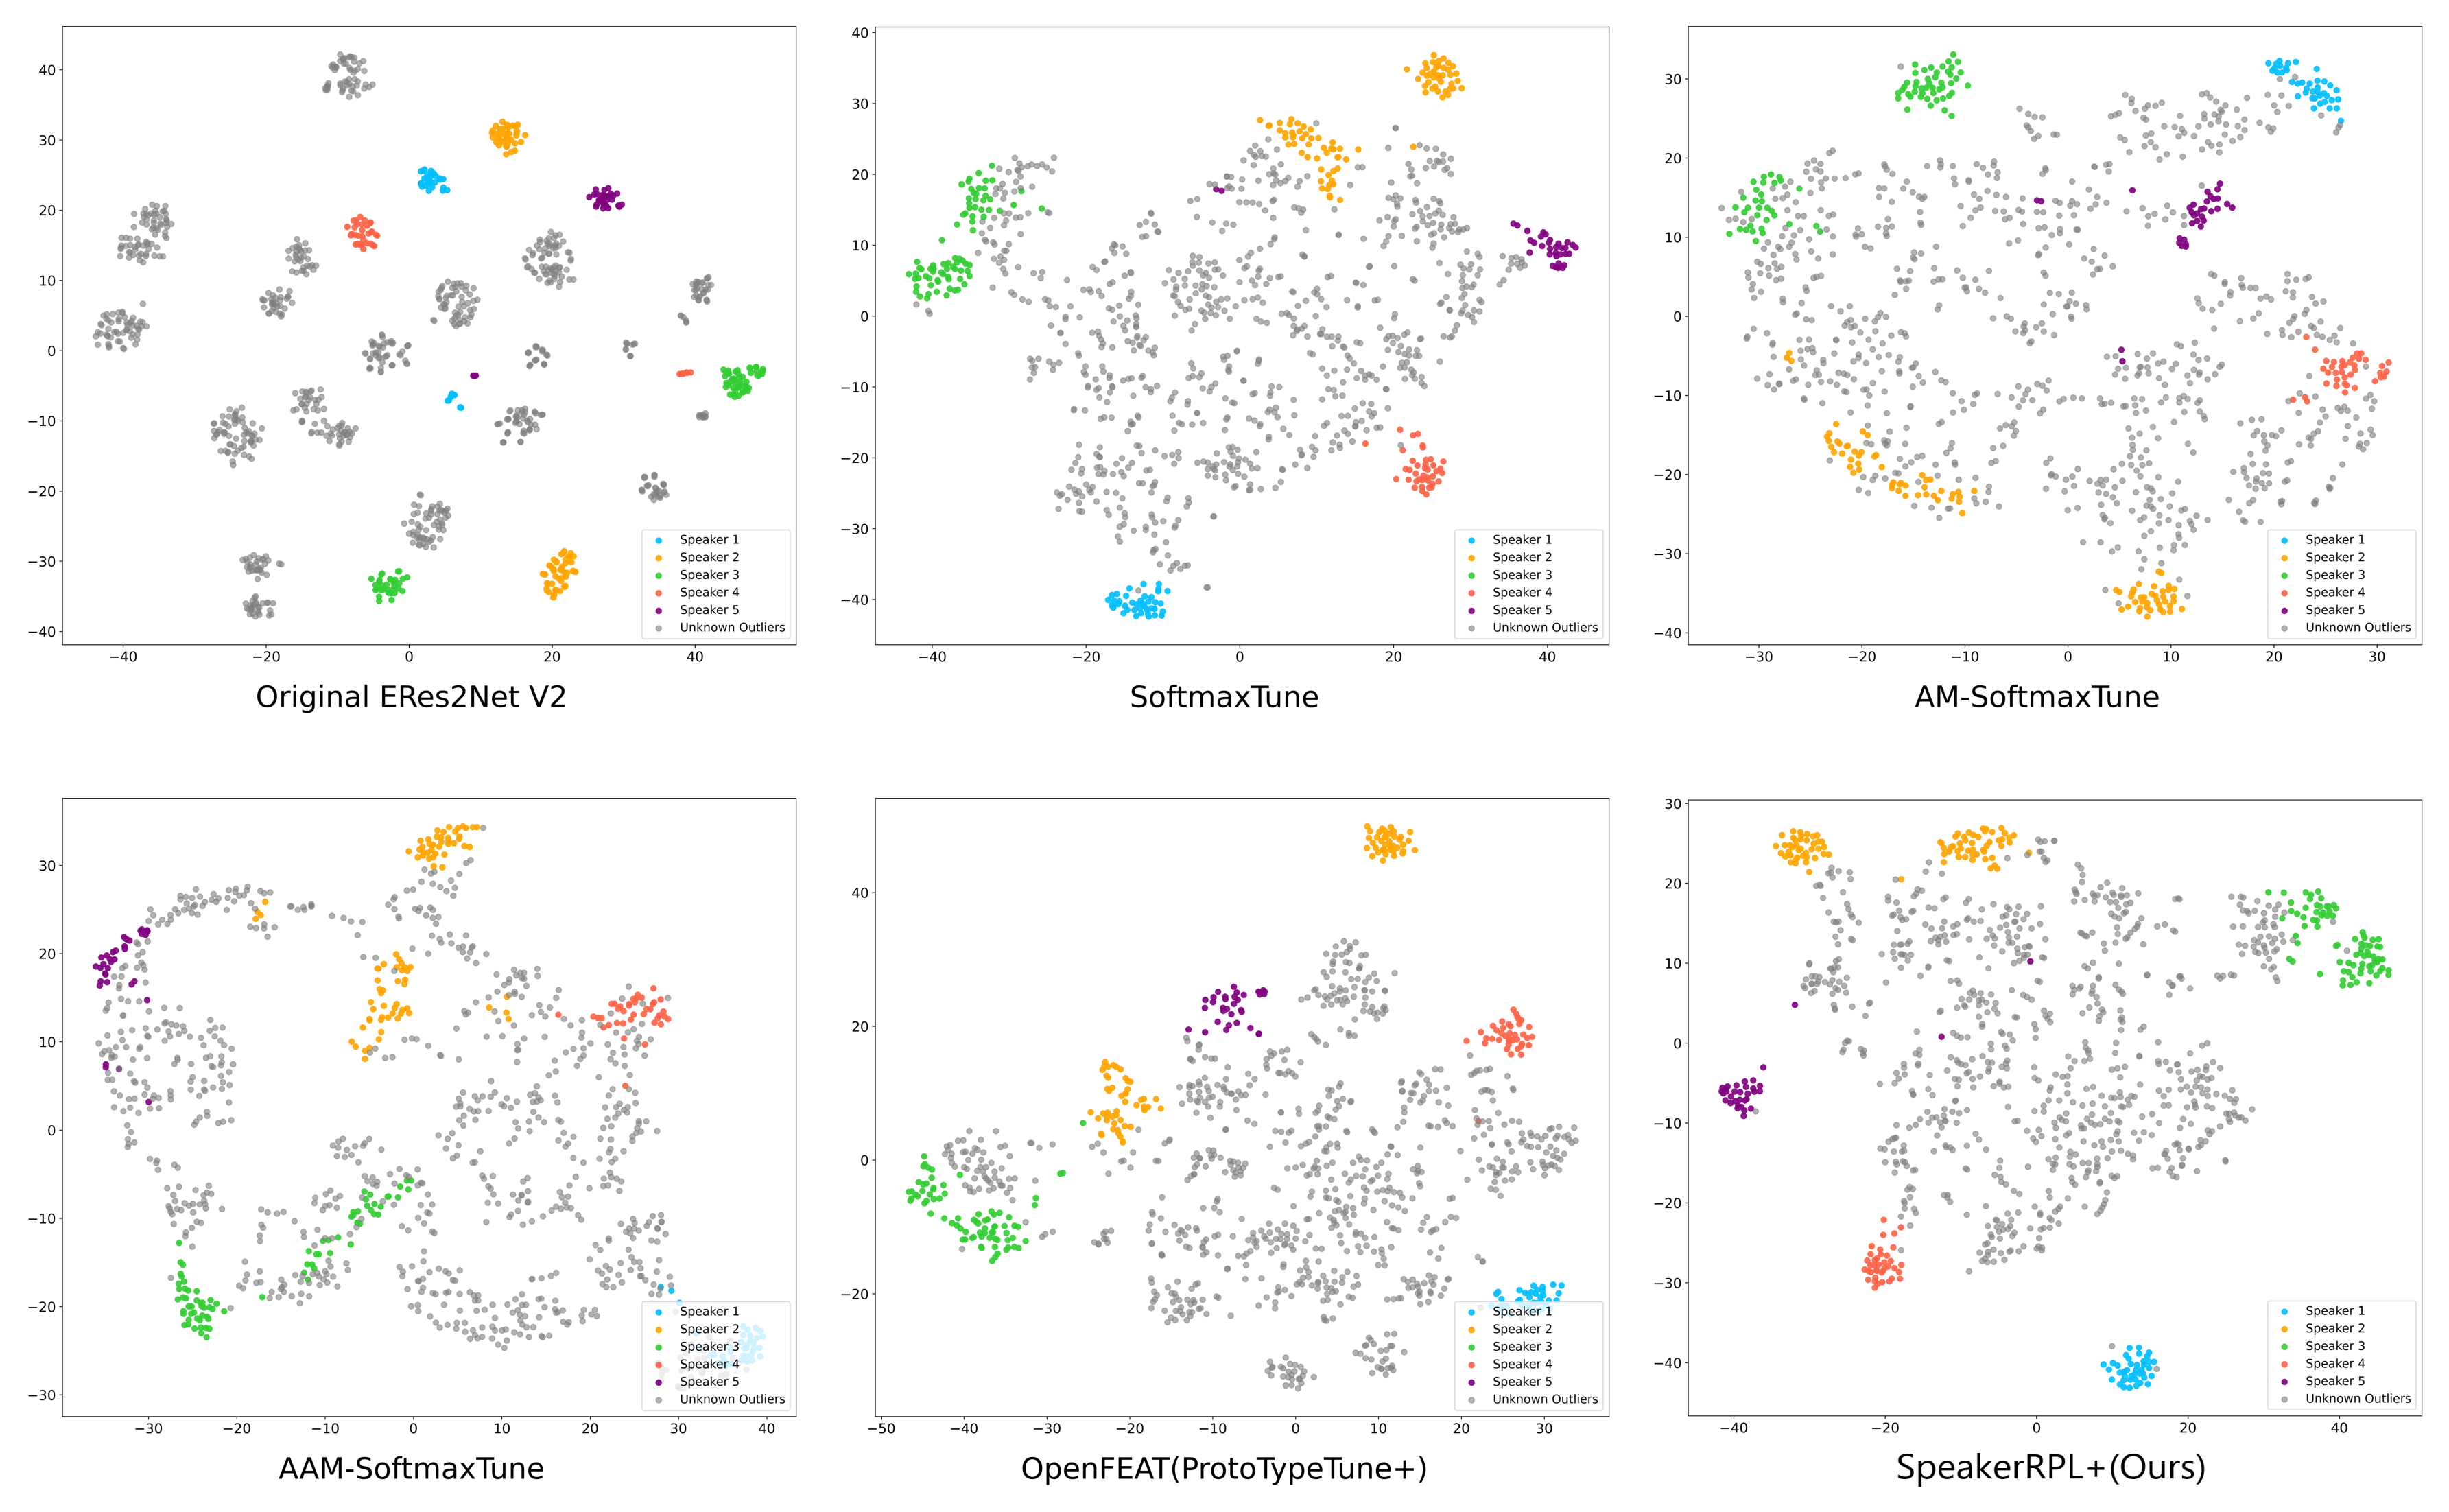 40
30
20
10
0
−10
−20
−30
−40
−40 −20 0 20 40
Speaker 1
Speaker 2
Speaker 3
Speaker 4
Speaker 5
Unknown Outliers
Original ERes2Net V2
40
30
20
10
0
−10
−20
−30
−40
−40 −20 0 20 40
Speaker 1
Speaker 2
Speaker 3
Speaker 4
Speaker 5
Unknown Outliers
SoftmaxTune
30
20
10
0
−10
−20
−30
−40
−30 −20 −10 0 10 20 30
Speaker 1
Speaker 2
Speaker 3
Speaker 4
Speaker 5
Unknown Outliers
AM-SoftmaxTune
30
20
10
0
−10
−20
−30
−30 −20 −10 0 10 20 30 40
Speaker 1
Speaker 2
Speaker 3
Speaker 4
Speaker 5
Unknown Outliers
AAM-SoftmaxTune
40
20
0
−20
−50 −40 −30 −20 −10 0 10 20 30
Speaker 1
Speaker 2
Speaker 3
Speaker 4
Speaker 5
Unknown Outliers
OpenFEAT(ProtoTypeTune+)
30
20
10
0
−10
−20
−30
−40
−40 −20 0 20 40
Speaker 1
Speaker 2
Speaker 3
Speaker 4
Speaker 5
Unknown Outliers
SpeakerRPL+(Ours)